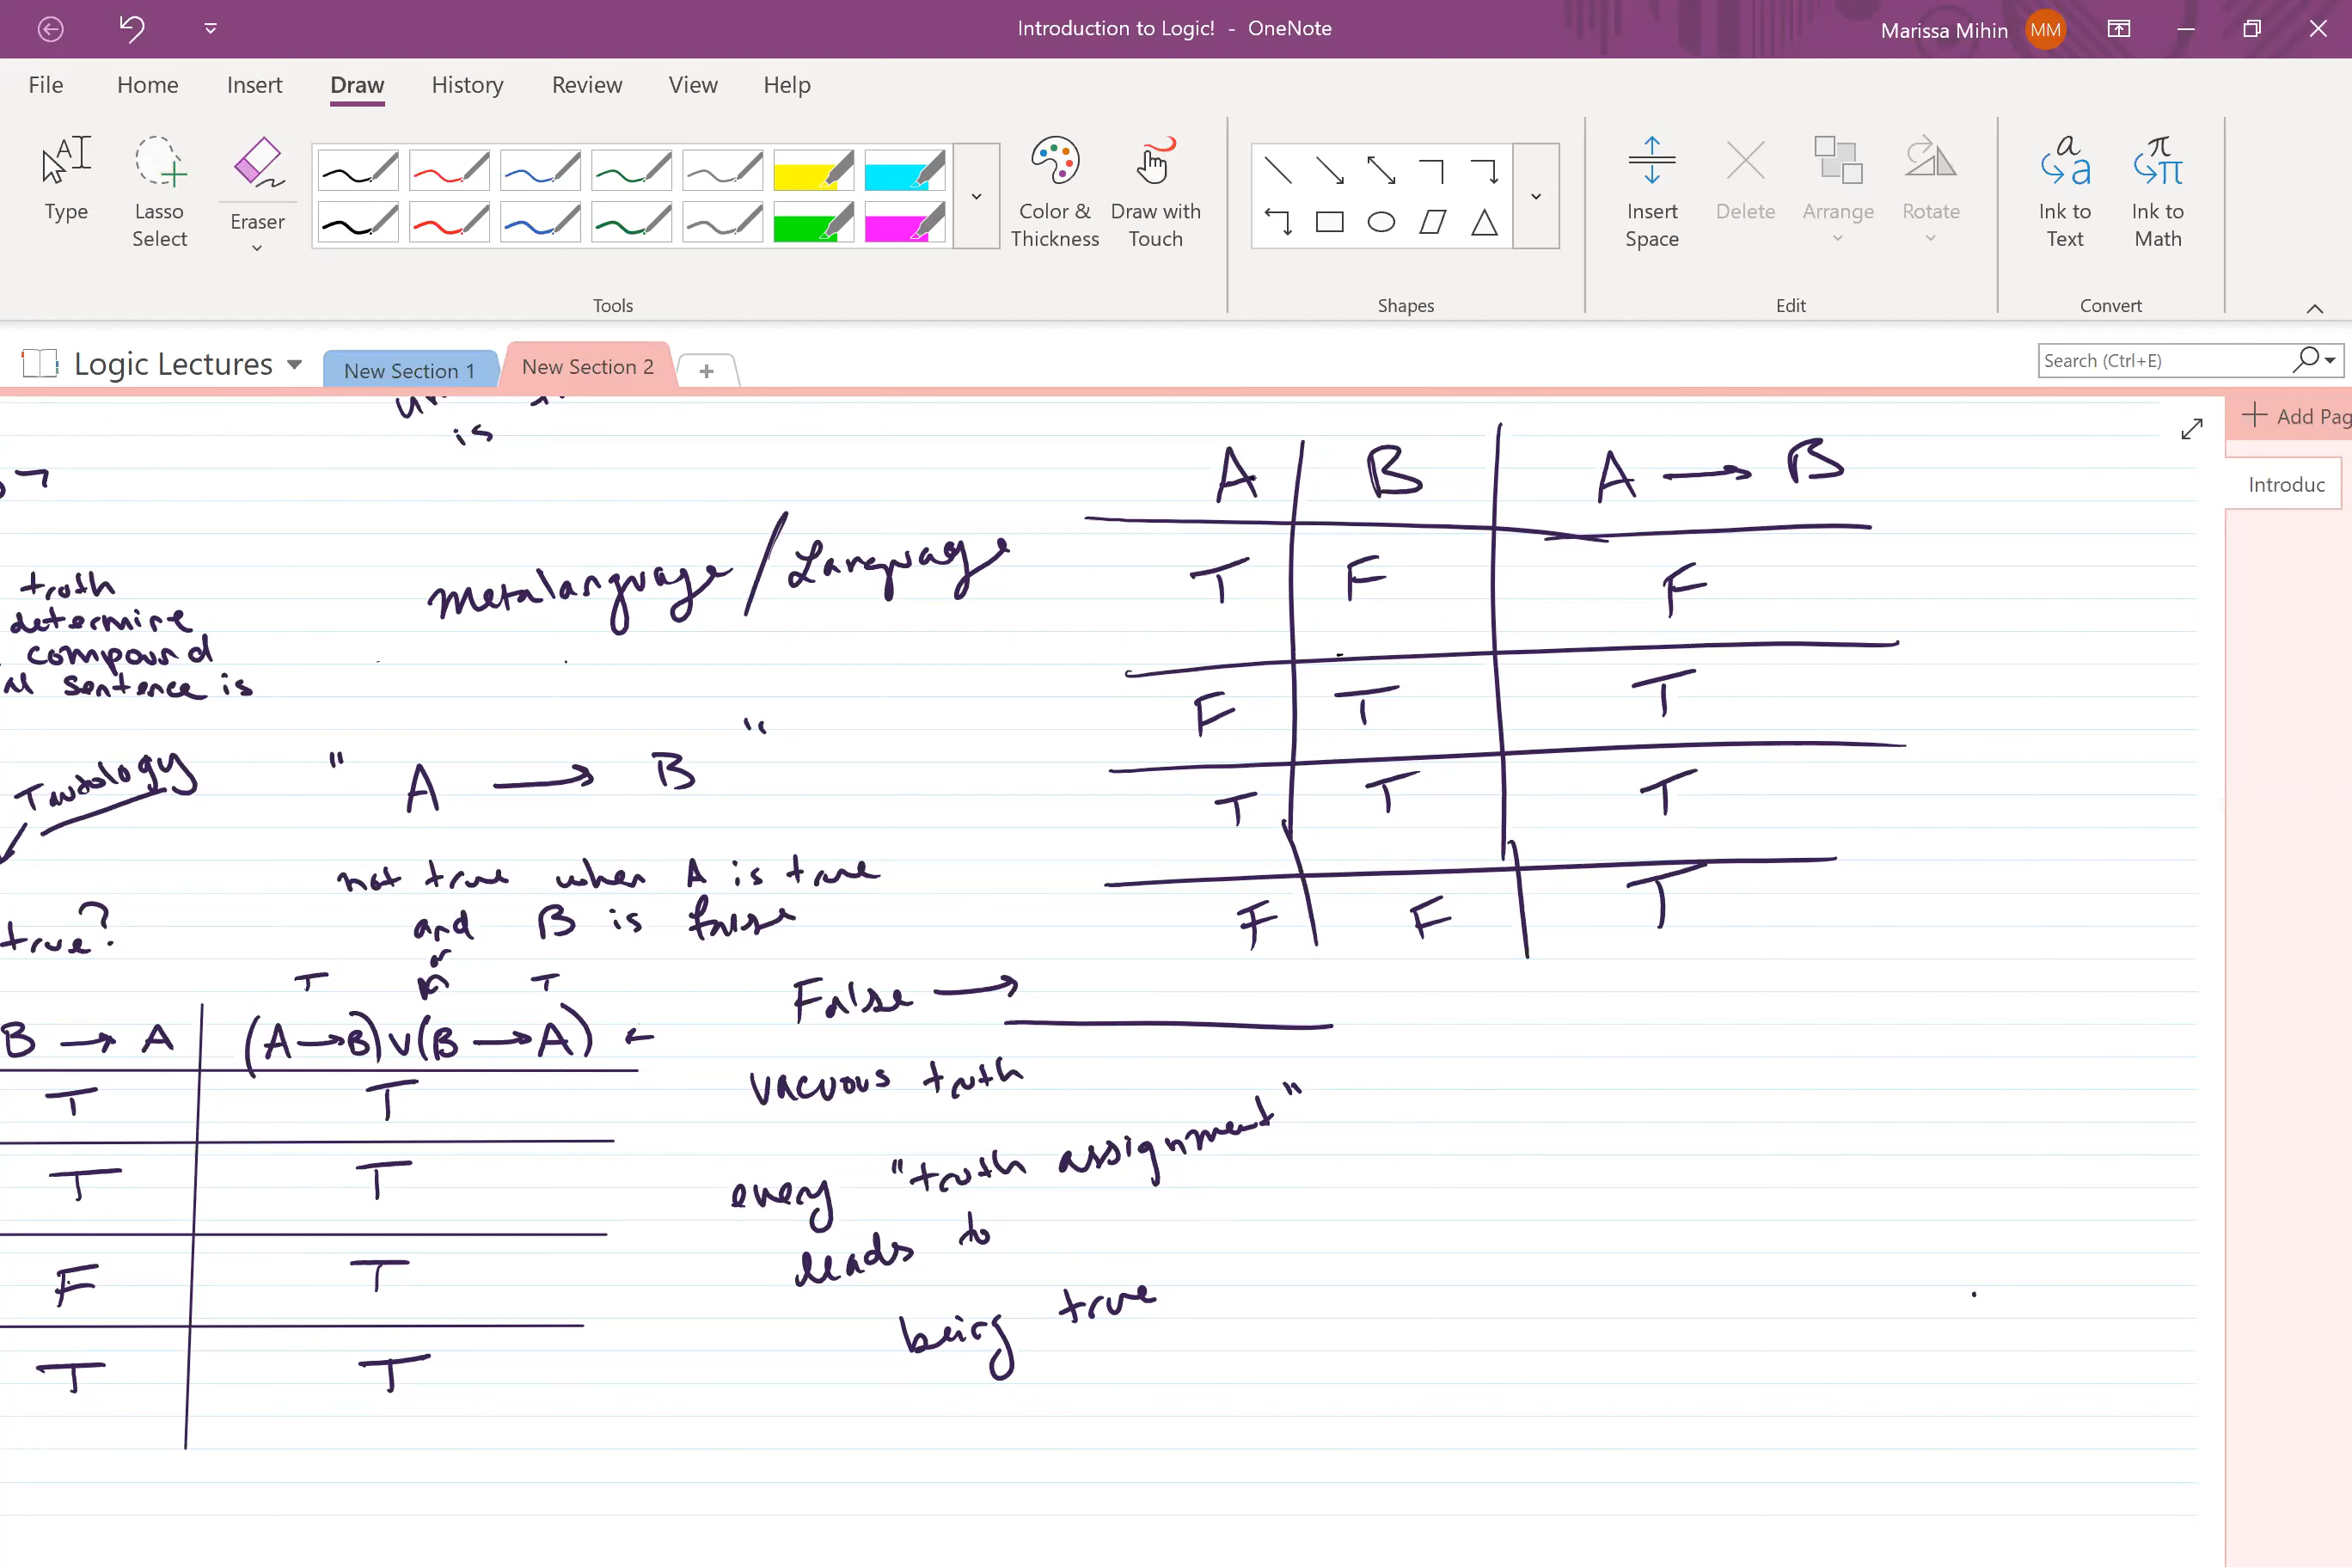 Introduction to Logic! - OneNote
Marissa Mihin MM
File Home Insert Draw History Review View Help
Type
Lasso Select
Eraser
Color & Thickness
Draw with Touch
Insert Space
Delete
Arrange
Rotate
Ink to Text
Ink to Math
Tools
Shapes
Edit
Convert
Logic Lectures
New Section 1
New Section 2
+
Search (Ctrl+E)
Add Pag
Introduc
is
¬
truth
determine
compound
al sentence is
Tautology
true?
metalanguage / Language
" A → B "
not true when A is true
and B is false
or
T T
B → A | (A → B) ∨ (B → A) ←
T | T
T | T
F | T
T | T
A | B | A → B
T | F | F
F | T | T
T | T | T
F | F | T
False →
vacuous truth
every "truth assignment"
leads to
being true